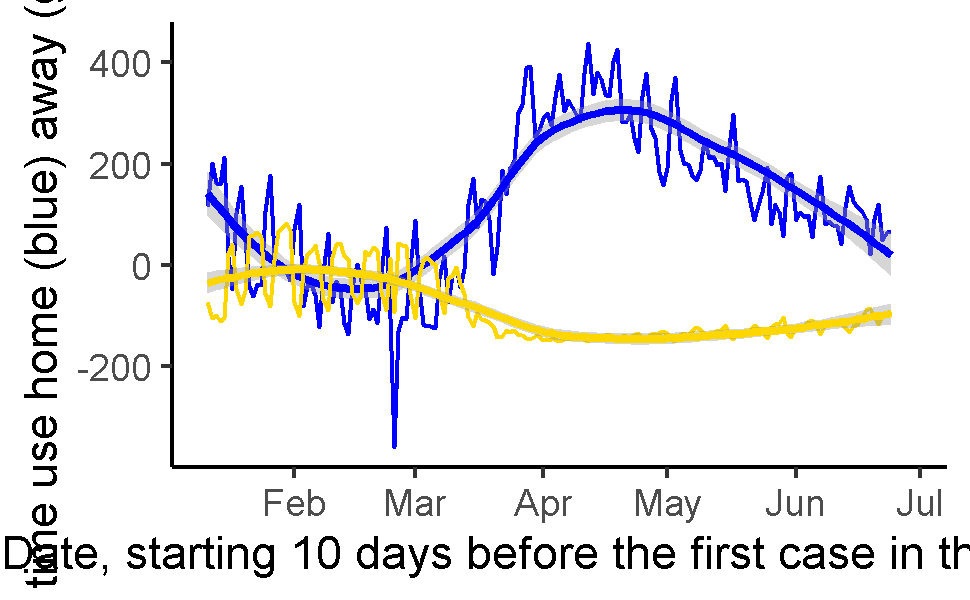 time use home (blue) away (
400
200
0
-200
Feb Mar Apr May Jun Jul
Date, starting 10 days before the first case in th